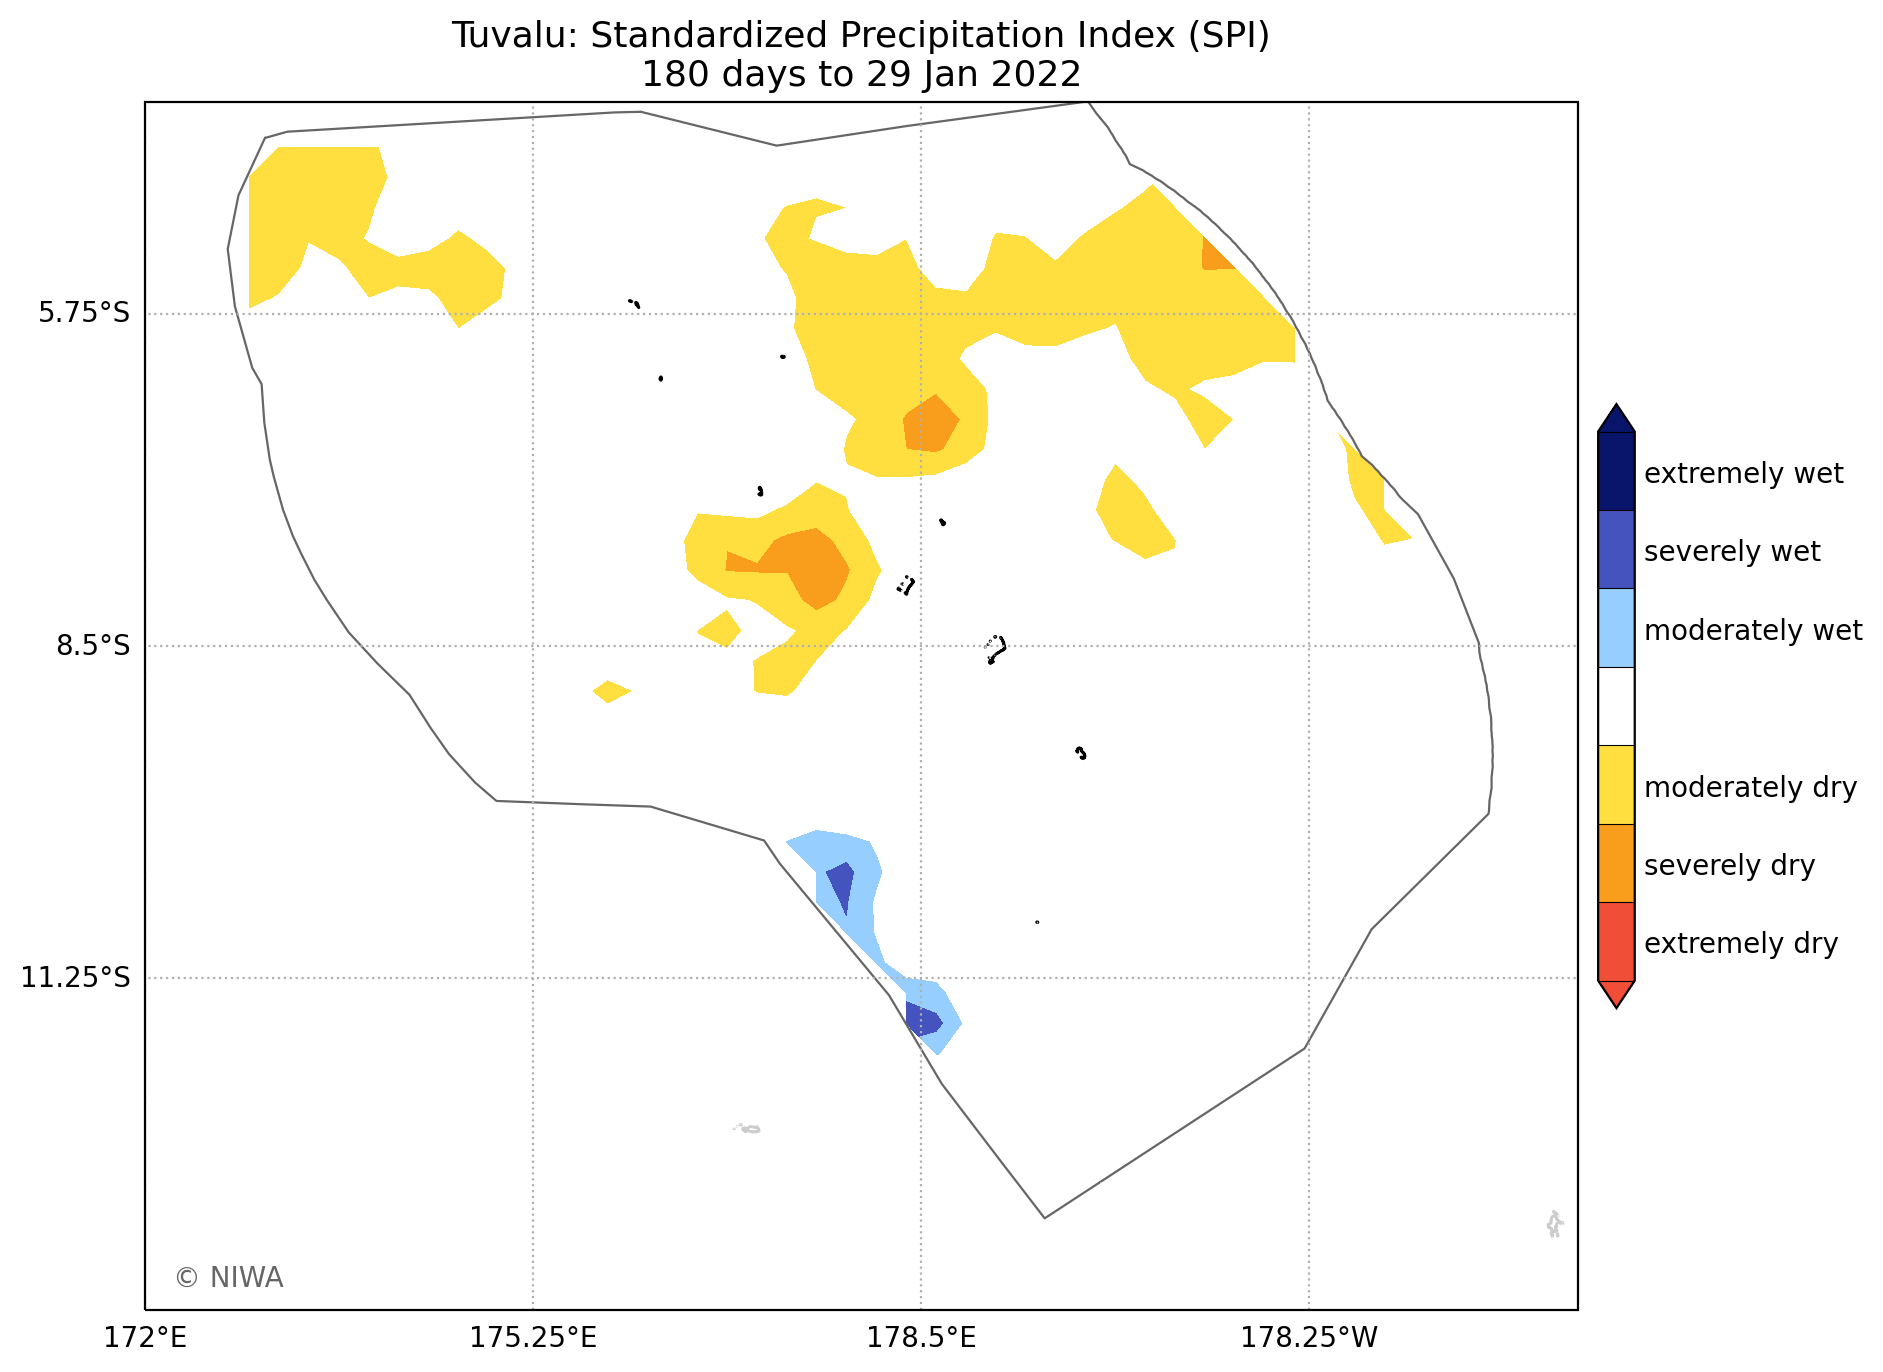 Tuvalu: Standardized Precipitation Index (SPI)
180 days to 29 Jan 2022
5.75°S
8.5°S
11.25°S
172°E
175.25°E
178.5°E
178.25°W
© NIWA
extremely wet
severely wet
moderately wet
moderately dry
severely dry
extremely dry